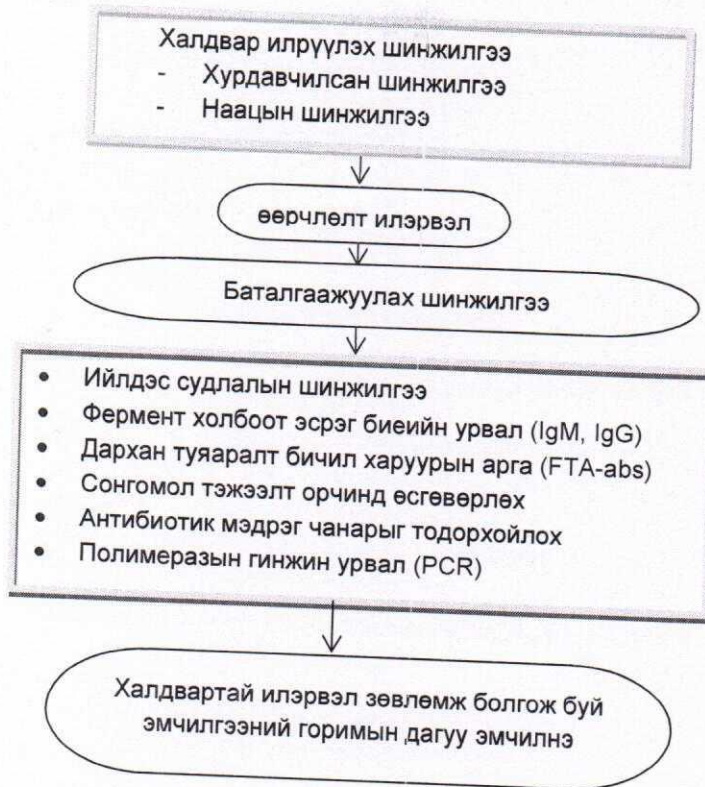 Халдвар илрүүлэх шинжилгээ
- Хурдавчилсан шинжилгээ
- Наацын шинжилгээ
өөрчлөлт илэрвэл
Баталгаажуулах шинжилгээ
• Ийлдэс судлалын шинжилгээ
• Фермент холбоот эсрэг биеийн урвал (IgM, IgG)
• Дархан туяаралт бичил харуурын арга (FTA-abs)
• Сонгомол тэжээлт орчинд өсгөвөрлөх
• Антибиотик мэдрэг чанарыг тодорхойлох
• Полимеразын гинжин урвал (PCR)
Халдвартай илэрвэл зөвлөмж болгож буй
эмчилгээний горимын дагуу эмчилнэ